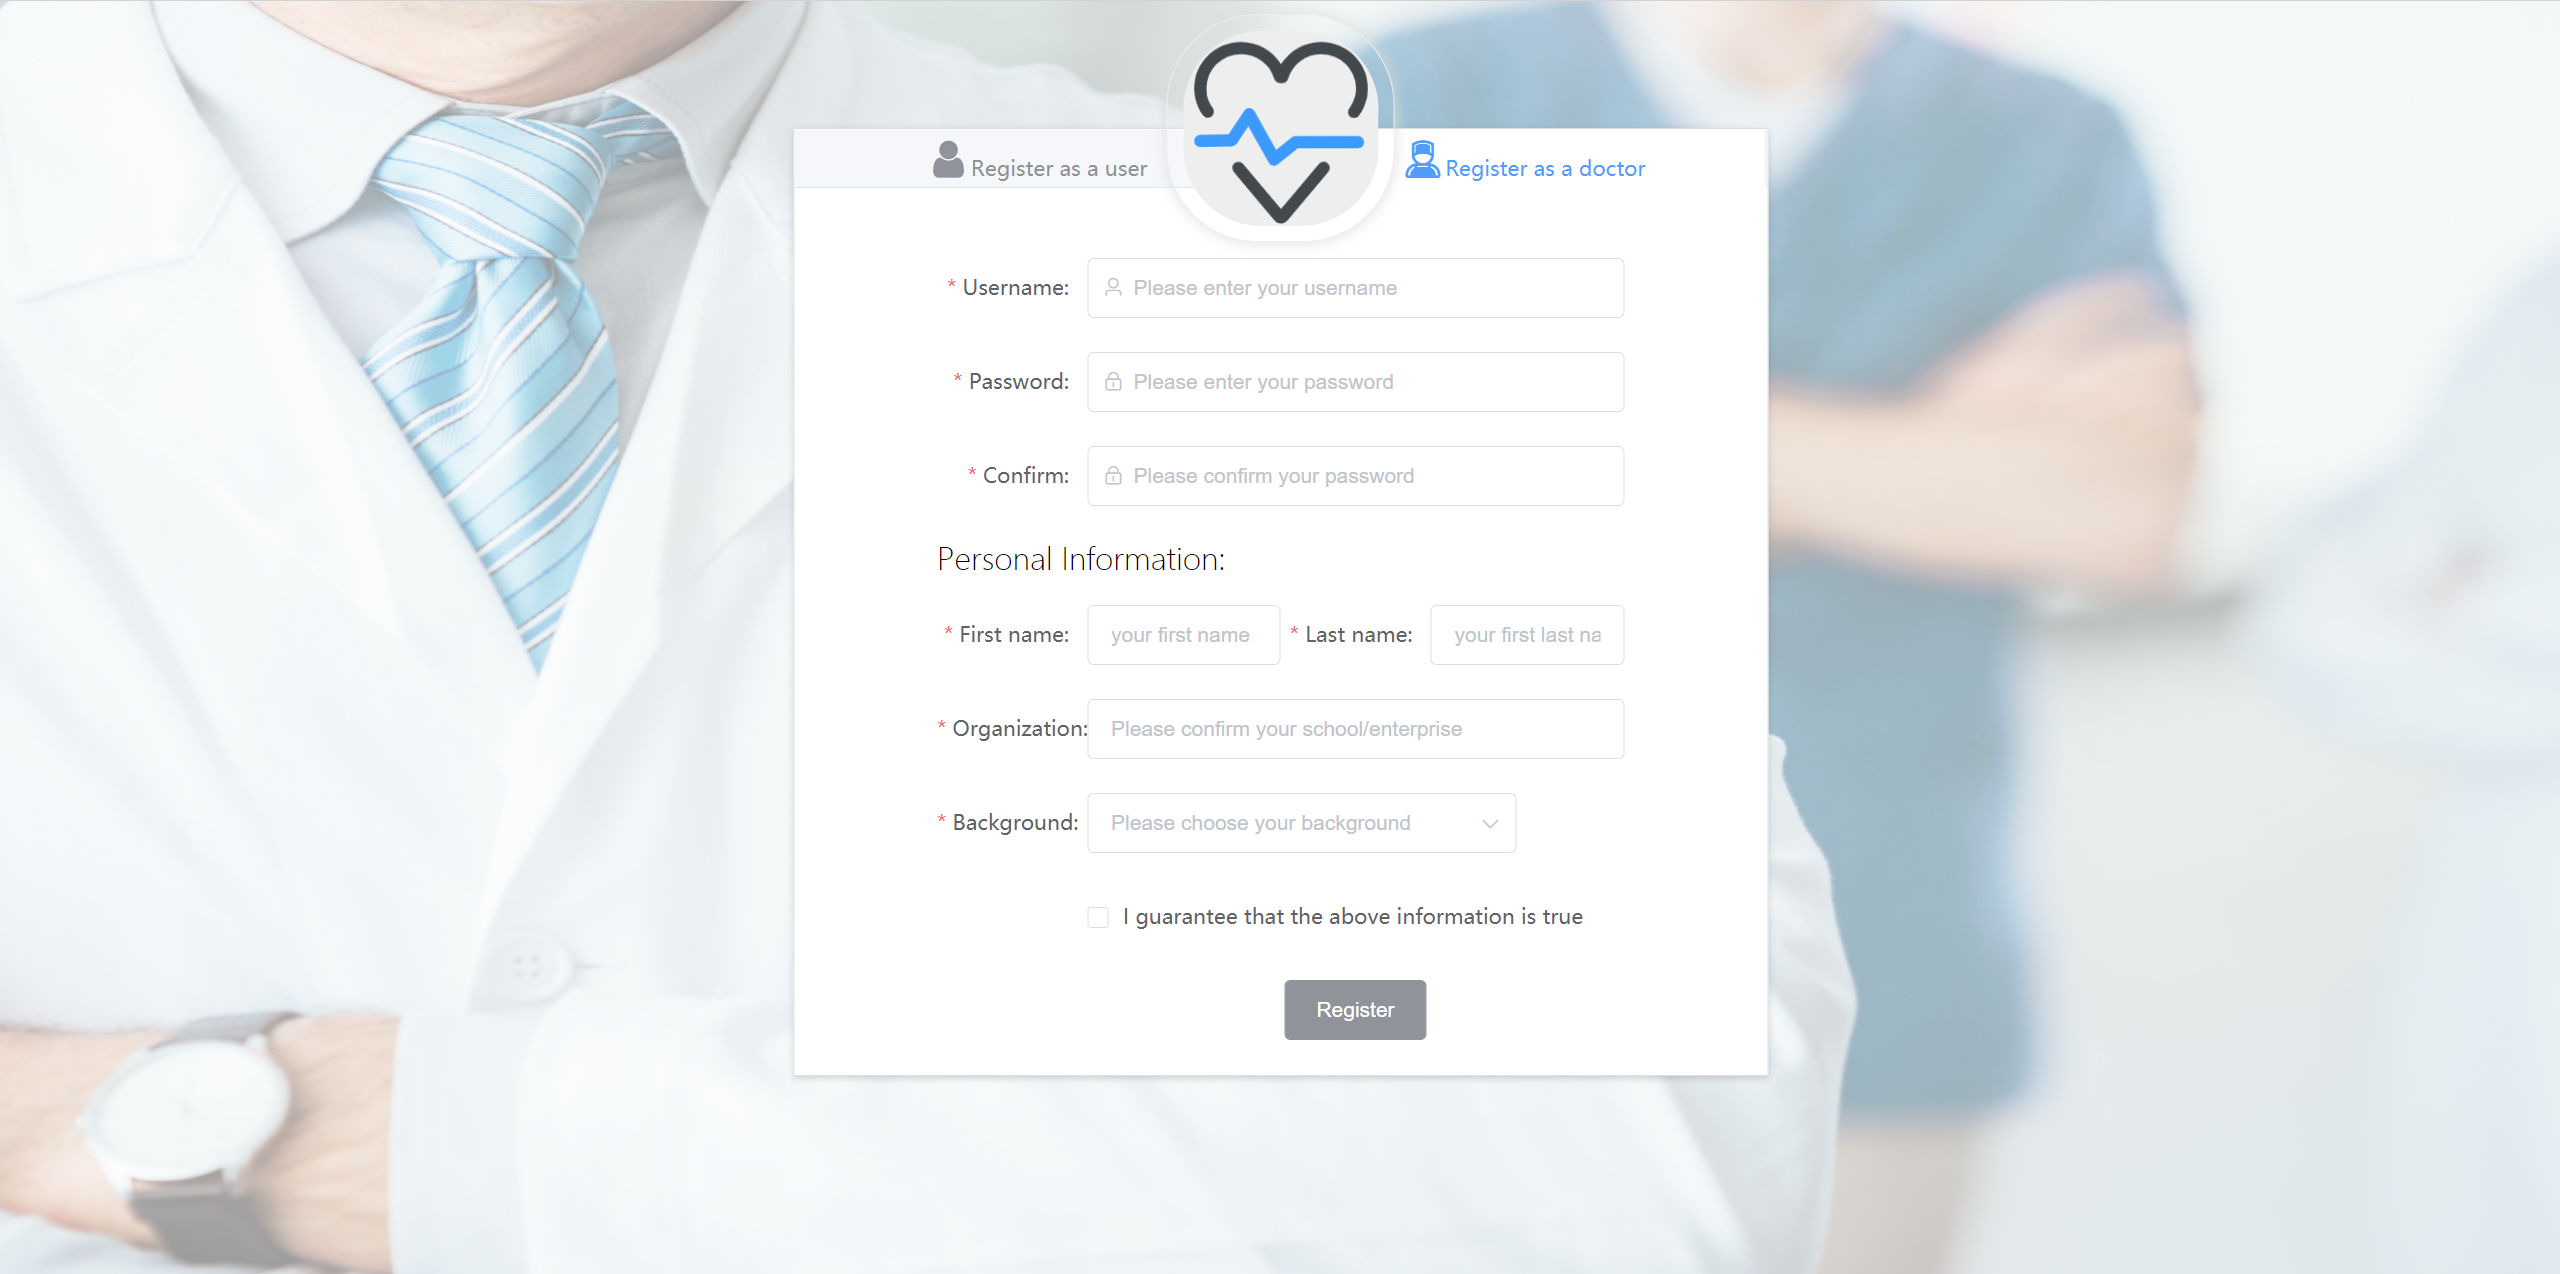 Register as a user
Register as a doctor
* Username: Please enter your username
* Password: Please enter your password
* Confirm: Please confirm your password
Personal Information:
* First name: your first name * Last name: your first last na
* Organization: Please confirm your school/enterprise
* Background: Please choose your background
I guarantee that the above information is true
Register